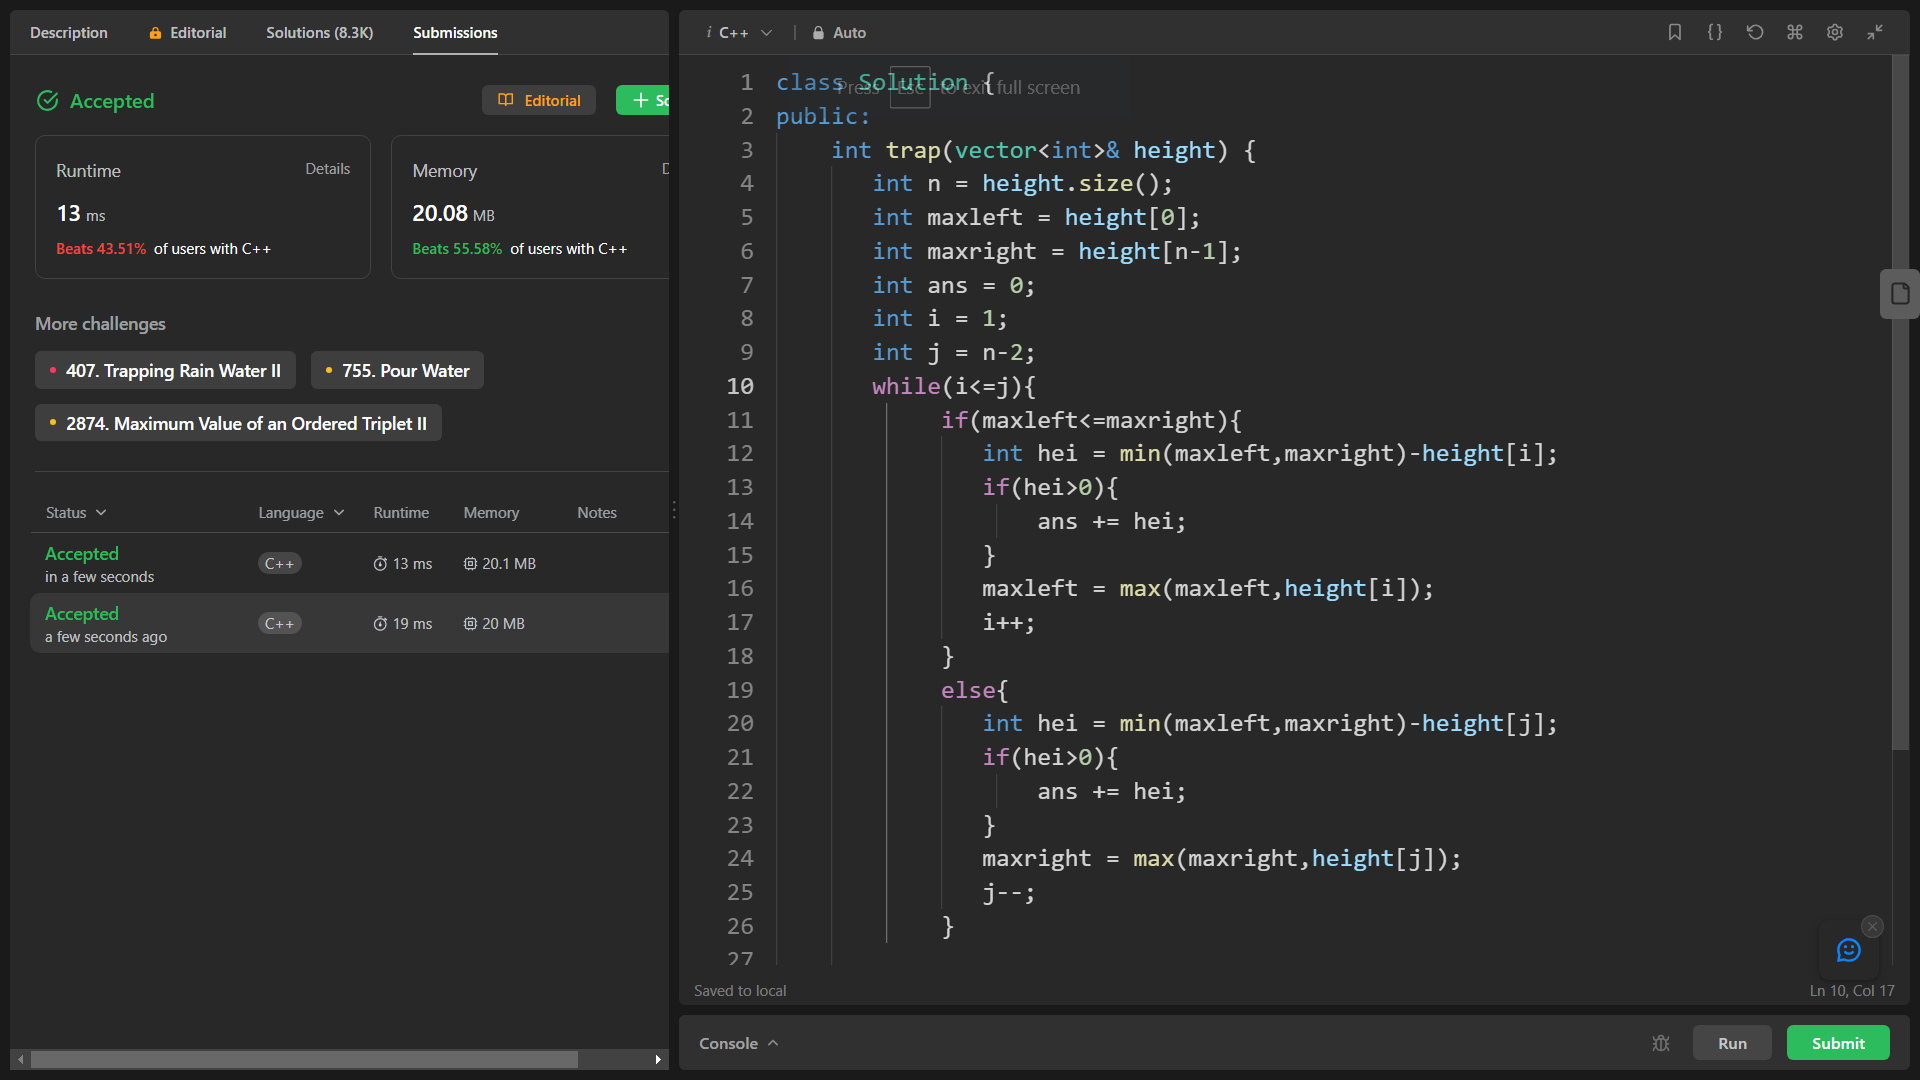 Description
Editorial
Solutions (8.3K)
Submissions
Accepted
Editorial
Runtime
Details
13 ms
Beats 43.51% of users with C++
Memory
20.08 MB
Beats 55.58% of users with C++
More challenges
407. Trapping Rain Water II
755. Pour Water
2874. Maximum Value of an Ordered Triplet II
Status Language Runtime Memory Notes
Accepted
in a few seconds
C++ 13 ms 20.1 MB
Accepted
a few seconds ago
C++ 19 ms 20 MB
i C++ | Auto
Press Esc to exit full screen
1 class Solution {
2 public:
3 int trap(vector<int>& height) {
4 int n = height.size();
5 int maxleft = height[0];
6 int maxright = height[n-1];
7 int ans = 0;
8 int i = 1;
9 int j = n-2;
10 while(i<=j){
11 if(maxleft<=maxright){
12 int hei = min(maxleft,maxright)-height[i];
13 if(hei>0){
14 ans += hei;
15 }
16 maxleft = max(maxleft,height[i]);
17 i++;
18 }
19 else{
20 int hei = min(maxleft,maxright)-height[j];
21 if(hei>0){
22 ans += hei;
23 }
24 maxright = max(maxright,height[j]);
25 j--;
26 }
27
Saved to local
Ln 10, Col 17
Console
Run
Submit